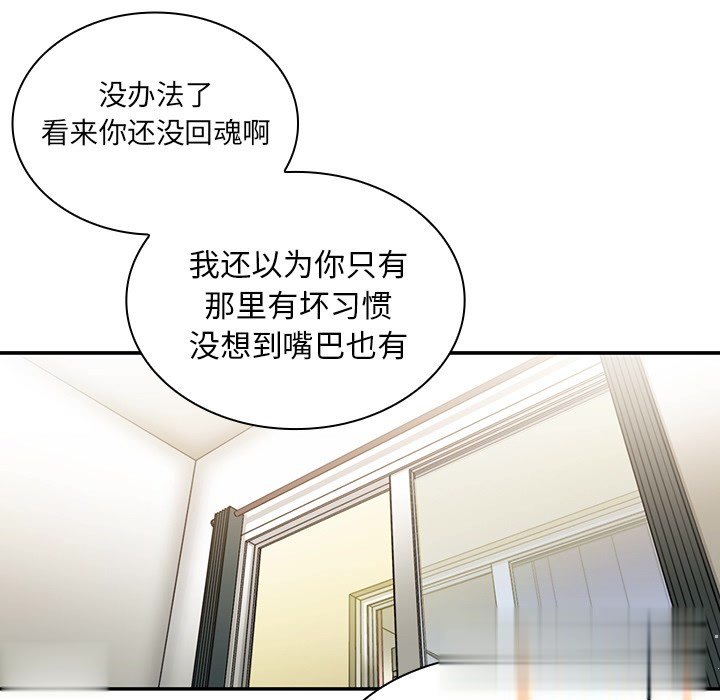 没办法了
看来你还没回魂啊
我还以为你只有
那里有坏习惯
没想到嘴巴也有